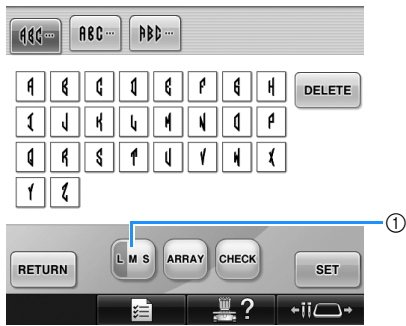 ABC... ABC... ABC...
A B C D E F G H DELETE
I J K L M N O P
Q R S T U V W X
Y Z
①
RETURN L M S ARRAY CHECK SET
?